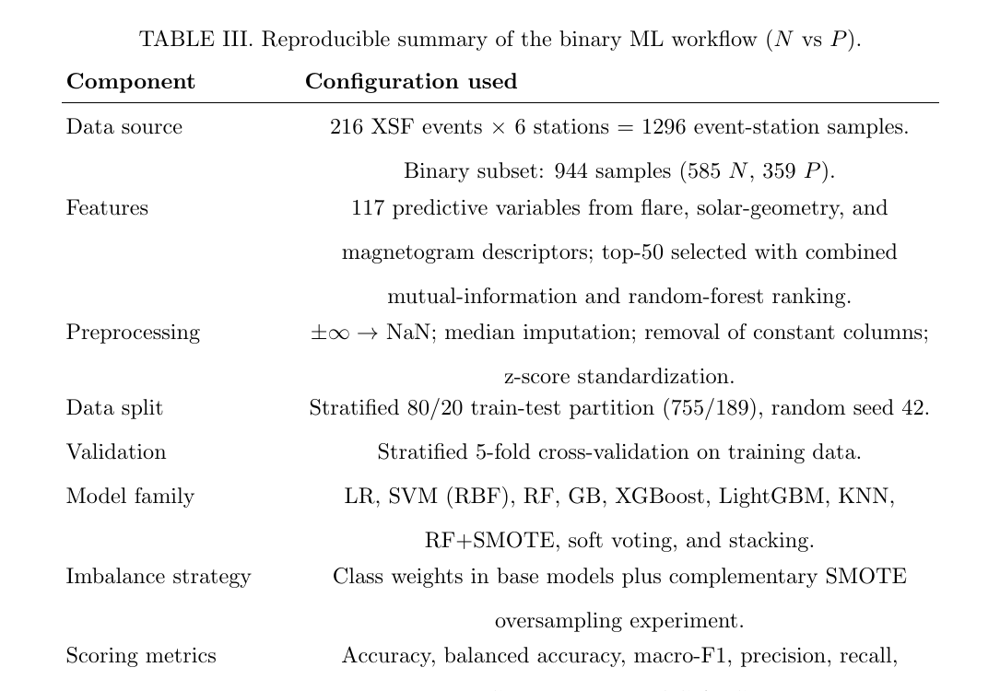 TABLE III. Reproducible summary of the binary ML workflow (N vs P).
Component Configuration used
Data source 216 XSF events × 6 stations = 1296 event-station samples.
Binary subset: 944 samples (585 N, 359 P).
Features 117 predictive variables from flare, solar-geometry, and
magnetogram descriptors; top-50 selected with combined
mutual-information and random-forest ranking.
Preprocessing ±∞ → NaN; median imputation; removal of constant columns;
z-score standardization.
Data split Stratified 80/20 train-test partition (755/189), random seed 42.
Validation Stratified 5-fold cross-validation on training data.
Model family LR, SVM (RBF), RF, GB, XGBoost, LightGBM, KNN,
RF+SMOTE, soft voting, and stacking.
Imbalance strategy Class weights in base models plus complementary SMOTE
oversampling experiment.
Scoring metrics Accuracy, balanced accuracy, macro-F1, precision, recall,